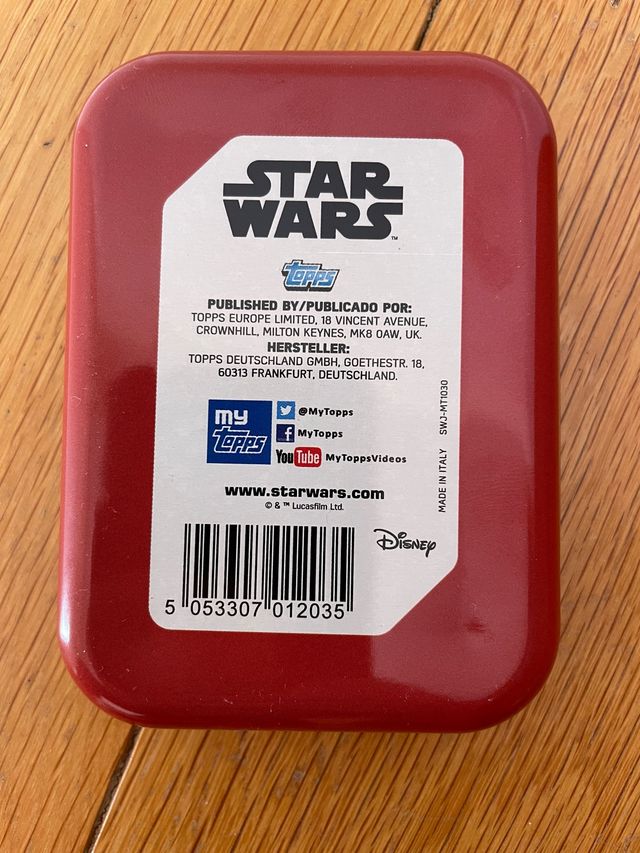 STAR
WARS™
Topps
PUBLISHED BY/PUBLICADO POR:
TOPPS EUROPE LIMITED, 18 VINCENT AVENUE,
CROWNHILL, MILTON KEYNES, MK8 0AW, UK.
HERSTELLER:
TOPPS DEUTSCHLAND GMBH, GOETHESTR. 18,
60313 FRANKFURT, DEUTSCHLAND.
my
Topps
@MyTopps
f MyTopps
YouTube MyToppsVideos
www.starwars.com
© & ™ Lucasfilm Ltd.
MADE IN ITALY SWJ-MT1030
Disney
5 053307 012035